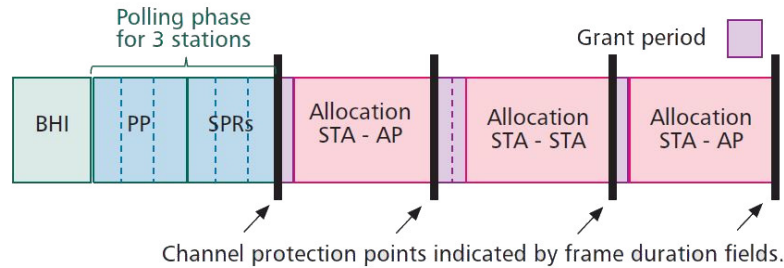 Polling phase
for 3 stations
Grant period
BHI
PP
SPRs
Allocation
STA - AP
Allocation
STA - STA
Allocation
STA - AP
Channel protection points indicated by frame duration fields.